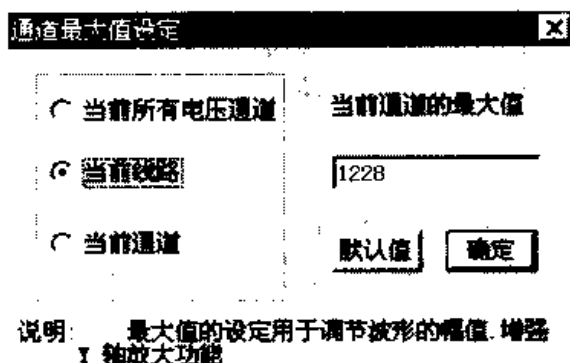 通道最大值设定
当前所有电压通道
当前线路
当前通道
当前通道的最大值
1228
默认值
确定
说明: 最大值的设定用于调节波形的幅值,增强
Y 轴放大功能